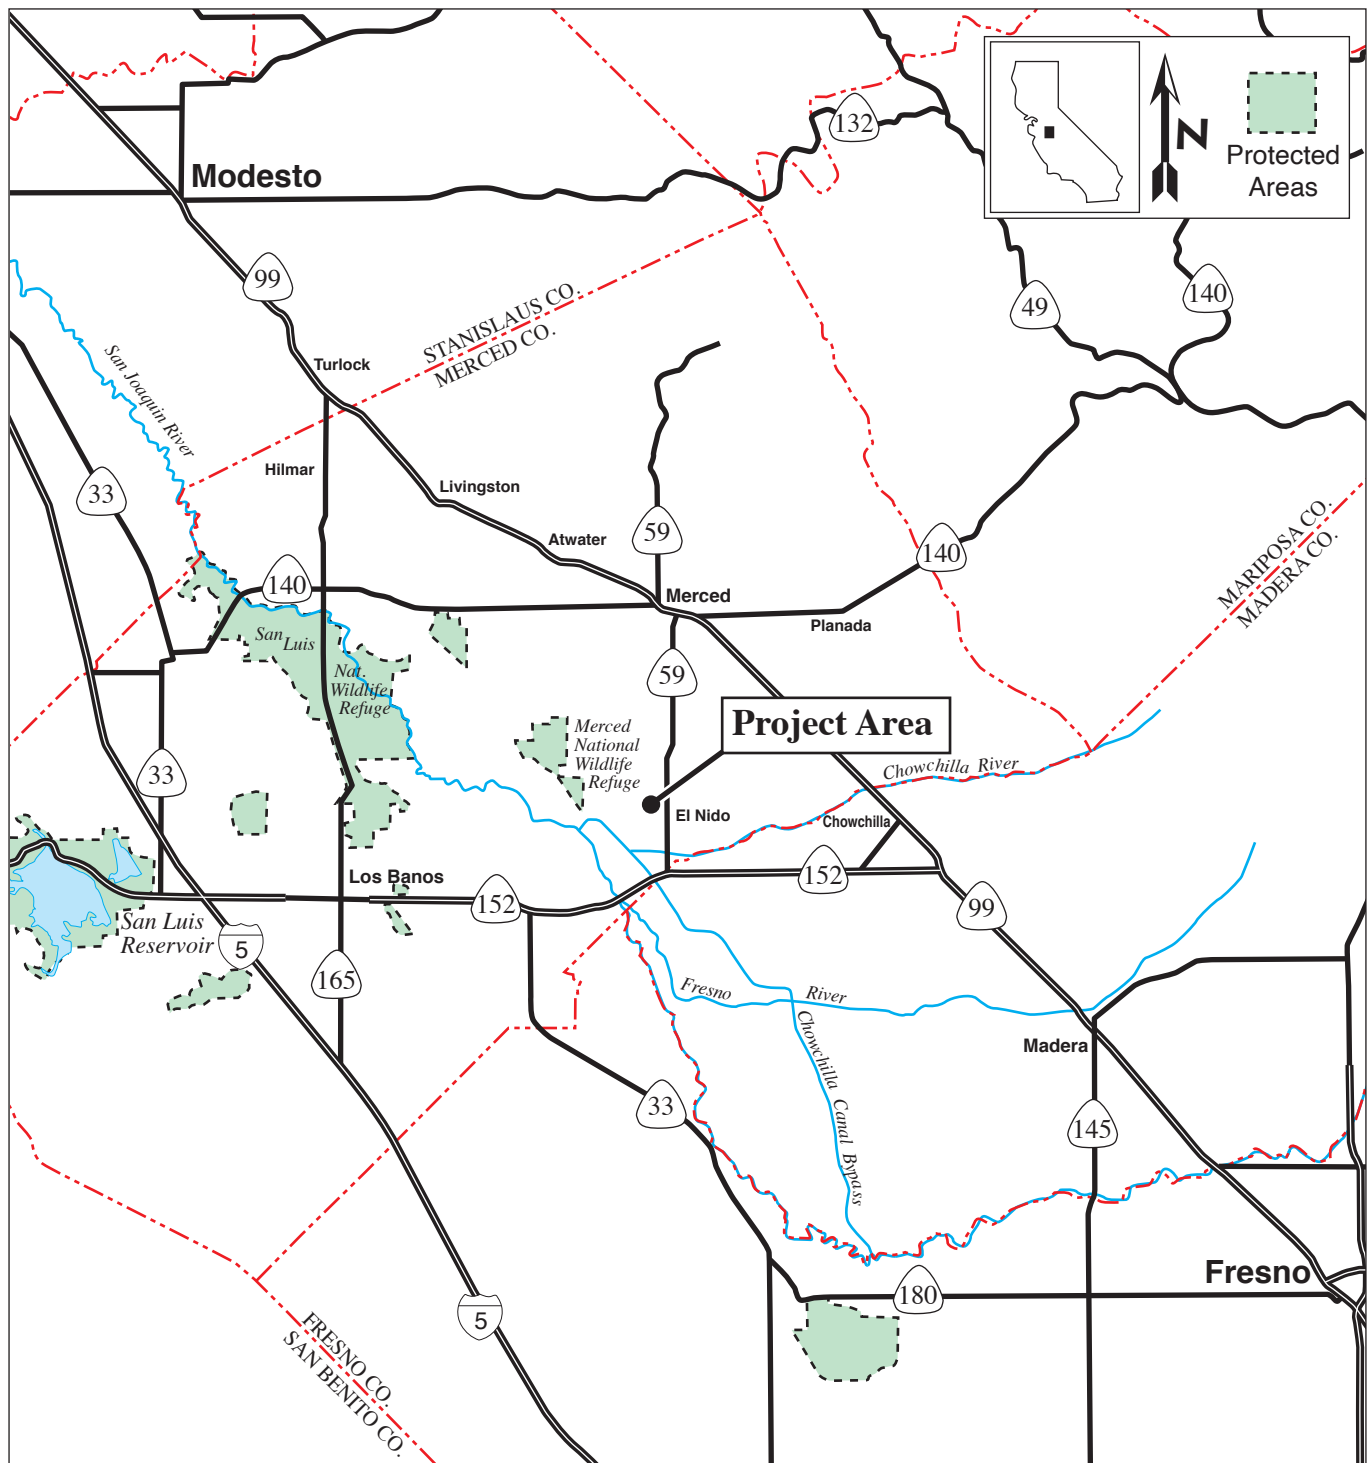 132
N
Protected
Areas
Modesto
99
49
140
STANISLAUS CO.
MERCED CO.
San Joaquin River
Turlock
Hilmar
33
Livingston
Atwater
59
140
MARIPOSA CO.
MADERA CO.
140
Merced
Planada
San Luis
Nat.
Wildlife
Refuge
59
Project Area
Merced
National
Wildlife
Refuge
33
Chowchilla River
El Nido
Chowchilla
Los Banos
152
152
99
San Luis
Reservoir
5
165
Fresno River
Chowchilla Canal Bypass
Madera
33
145
Fresno
180
5
FRESNO CO.
SAN BENITO CO.